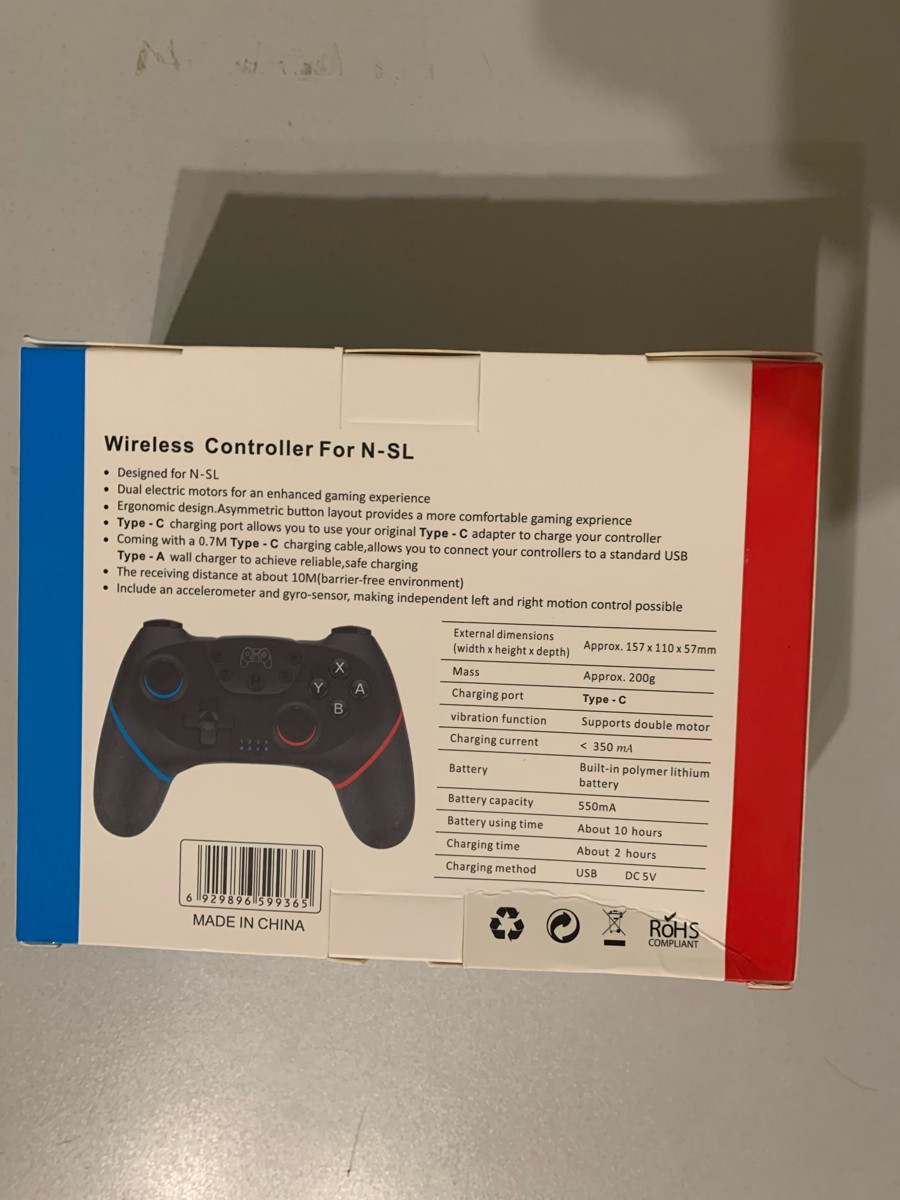 Wireless Controller For N-SL
• Designed for N-SL
• Dual electric motors for an enhanced gaming experience
• Ergonomic design.Asymmetric button layout provides a more comfortable gaming exprience
• Type - C charging port allows you to use your original Type - C adapter to charge your controller
• Coming with a 0.7M Type - C charging cable,allows you to connect your controllers to a standard USB
Type - A wall charger to achieve reliable,safe charging
• The receiving distance at about 10M(barrier-free environment)
• Include an accelerometer and gyro-sensor, making independent left and right motion control possible
X
Y A
B
External dimensions
(width x height x depth) Approx. 157 x 110 x 57mm
Mass Approx. 200g
Charging port Type - C
vibration function Supports double motor
Charging current < 350 mA
Battery Built-in polymer lithium
battery
Battery capacity 550mA
Battery using time About 10 hours
Charging time About 2 hours
Charging method USB DC 5V
6 929896 599365
MADE IN CHINA
RoHS
COMPLIANT